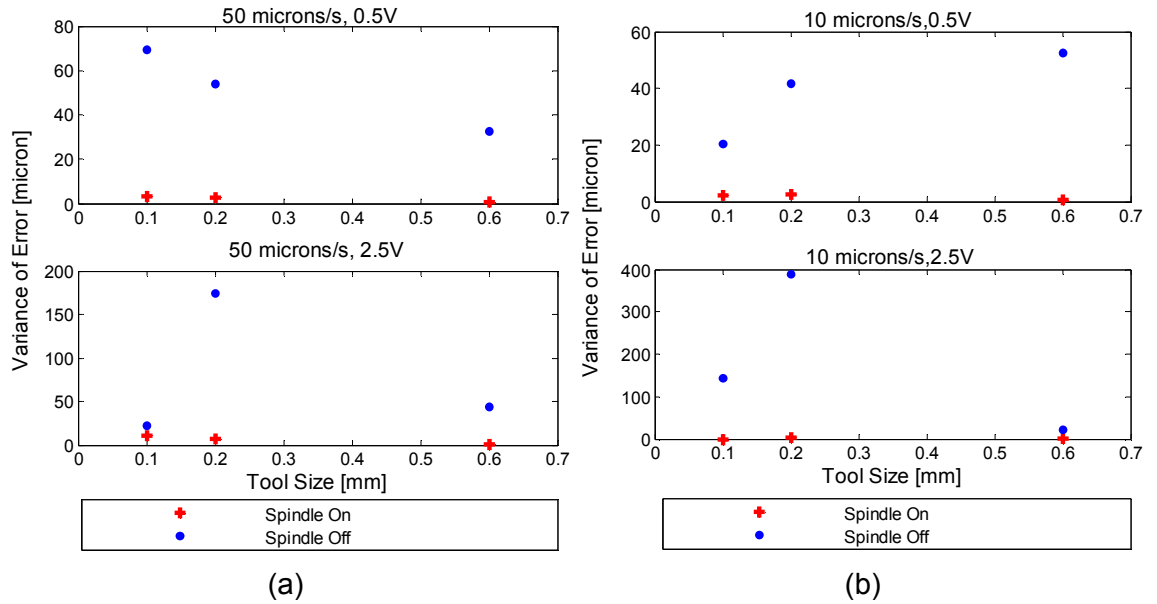 50 microns/s, 0.5V
80
60
40
20
0
0 0.1 0.2 0.3 0.4 0.5 0.6 0.7
50 microns/s, 2.5V
200
150
100
50
0
0 0.1 0.2 0.3 0.4 0.5 0.6 0.7
Variance of Error [micron]
Tool Size [mm]
Spindle On
Spindle Off
(a)
10 microns/s,0.5V
60
40
20
0
0 0.1 0.2 0.3 0.4 0.5 0.6 0.7
10 microns/s,2.5V
400
300
200
100
0
0 0.1 0.2 0.3 0.4 0.5 0.6 0.7
Variance of Error [micron]
Tool Size [mm]
Spindle On
Spindle Off
(b)